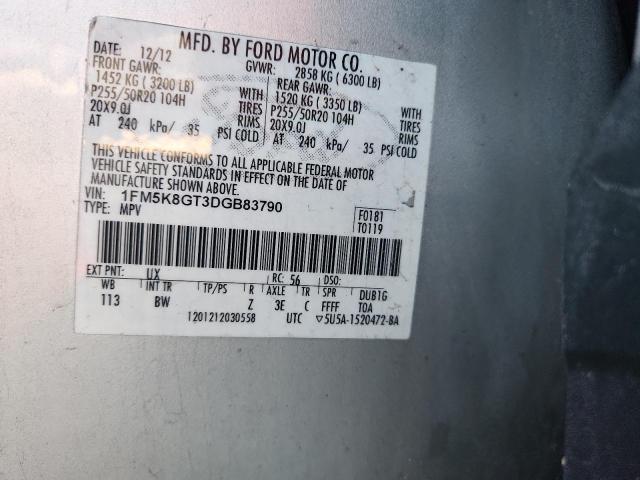 MFD. BY FORD MOTOR CO.
DATE: 12/12 GVWR: 2858 KG ( 6300 LB)
FRONT GAWR: REAR GAWR:
1452 KG ( 3200 LB) WITH 1520 KG ( 3350 LB) WITH
P255/50R20 104H TIRES P255/50R20 104H TIRES
20X9.0J RIMS 20X9.0J RIMS
AT 240 kPa/ 35 PSI COLD AT 240 kPa/ 35 PSI COLD
THIS VEHICLE CONFORMS TO ALL APPLICABLE FEDERAL MOTOR
VEHICLE SAFETY STANDARDS IN EFFECT ON THE DATE OF
MANUFACTURE SHOWN ABOVE.
VIN: 1FM5K8GT3DGB83790
TYPE: MPV
F0181
T0119
EXT PNT: UX RC: 56 DSO:
WB INT TR TP/PS R AXLE TR SPR DUB1G
113 BW Z 3E C FFFF TOA
1201212030558 UTC ▽5U5A-1520472-BA